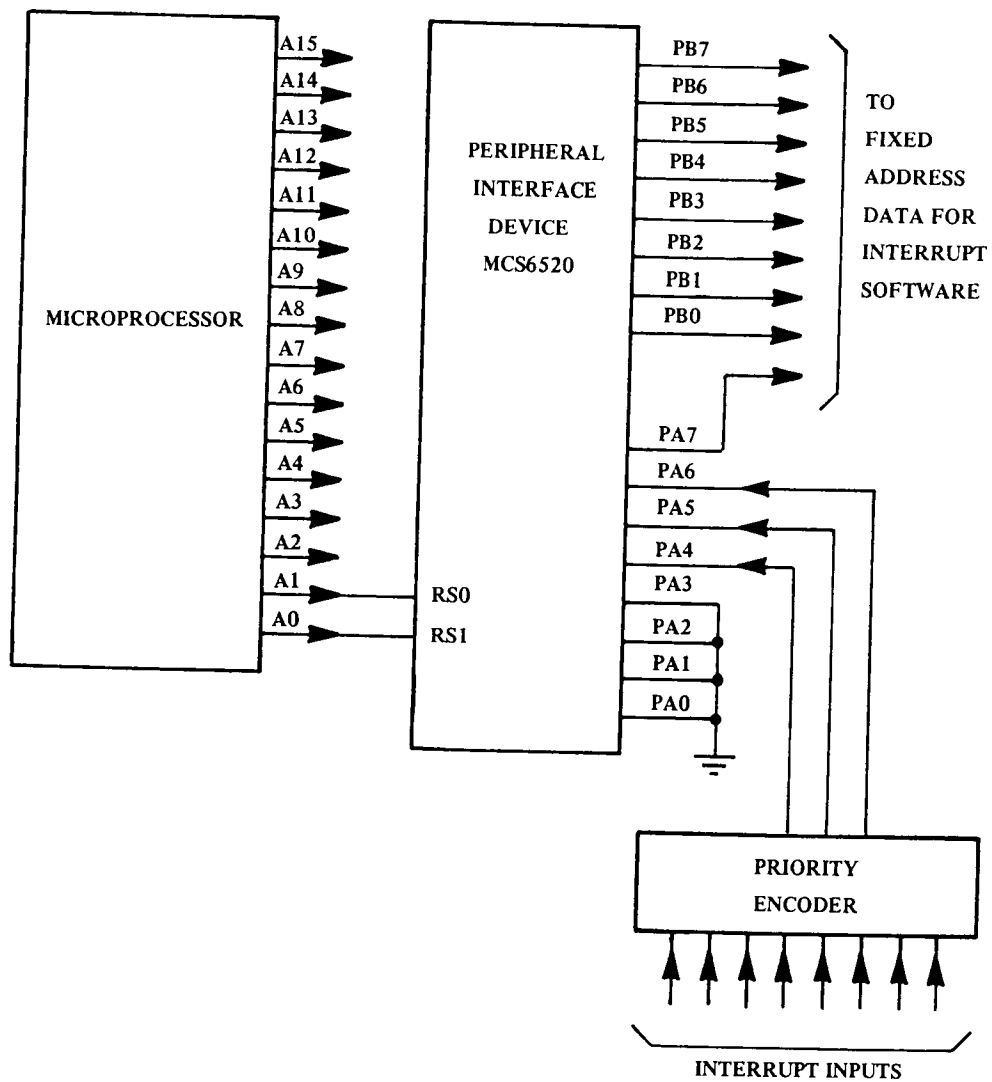 MICROPROCESSOR
A15
A14
A13
A12
A11
A10
A9
A8
A7
A6
A5
A4
A3
A2
A1
A0
PERIPHERAL
INTERFACE
DEVICE
MCS6520
RS0
RS1
PB7
PB6
PB5
PB4
PB3
PB2
PB1
PB0
PA7
PA6
PA5
PA4
PA3
PA2
PA1
PA0
TO
FIXED
ADDRESS
DATA FOR
INTERRUPT
SOFTWARE
PRIORITY
ENCODER
INTERRUPT INPUTS